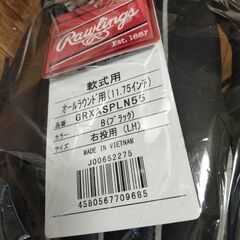 Rawlings
Est. 1887
軟式用
オールラウンド用(11.75インチ)
品番 GRXASPLN55
カラー B(ブラック)
サイズ 右投用 (LH)
MADE IN VIETNAM
J00652275
4580567709685